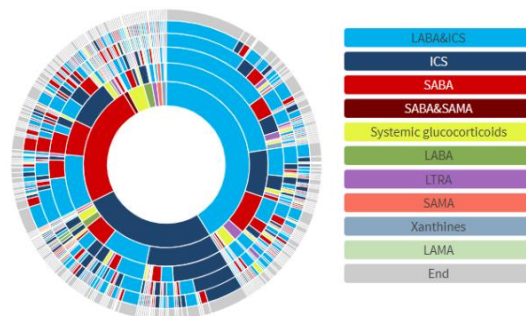 LABA&ICS
ICS
SABA
SABA&SAMA
Systemic glucocorticoids
LABA
LTRA
SAMA
Xanthines
LAMA
End